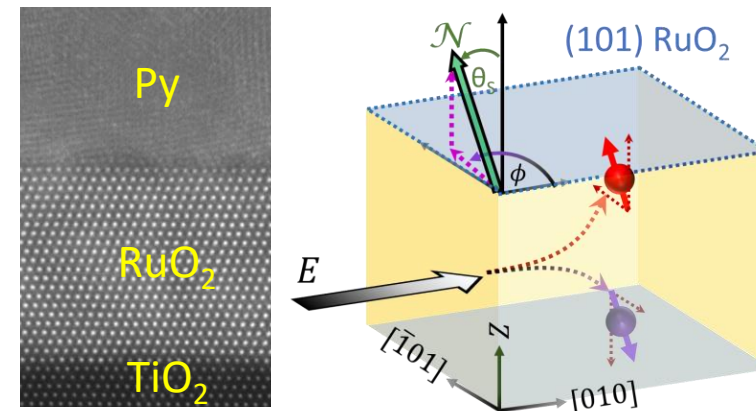 Py
RuO₂
TiO₂
(101) RuO₂
𝒩
θₛ
ϕ
E
Z
[1̄01]
[010]